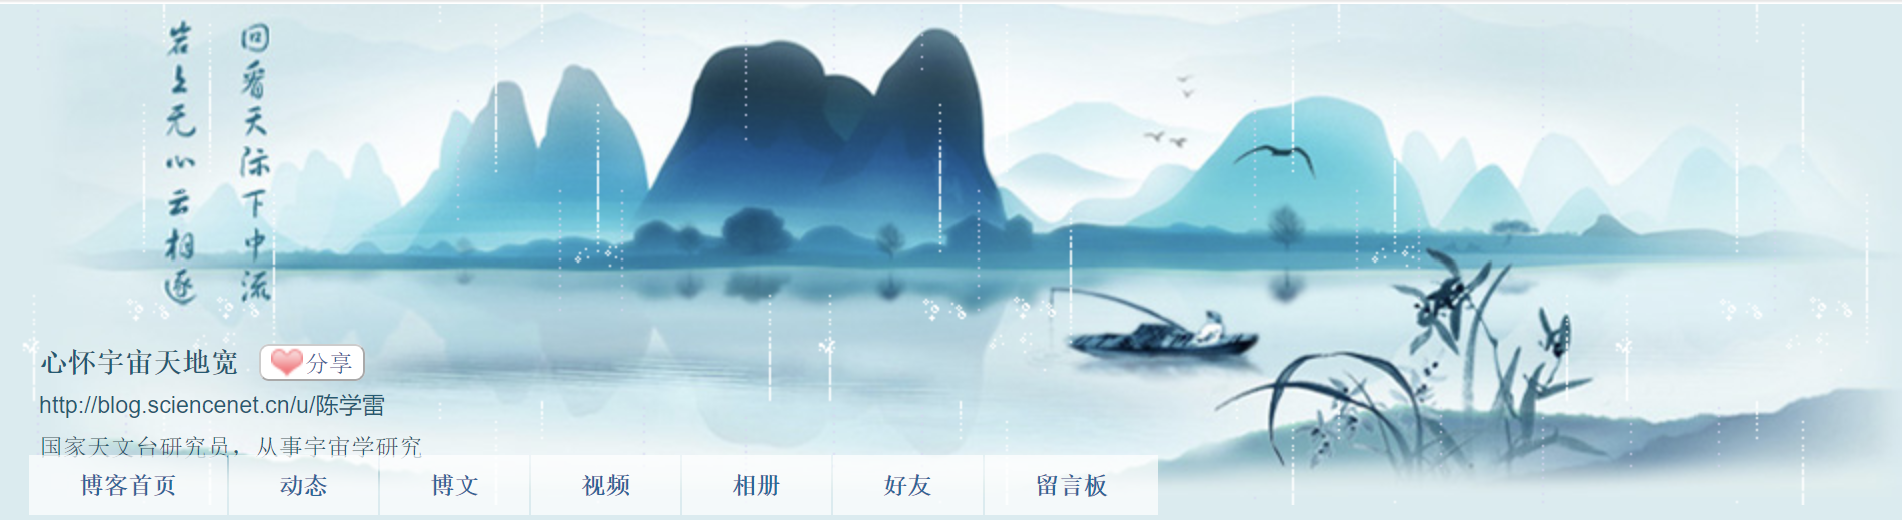 回看天际下中流
岩上无心云相逐
心怀宇宙天地宽
分享
http://blog.sciencenet.cn/u/陈学雷
国家天文台研究员，从事宇宙学研究
博客首页 动态 博文 视频 相册 好友 留言板